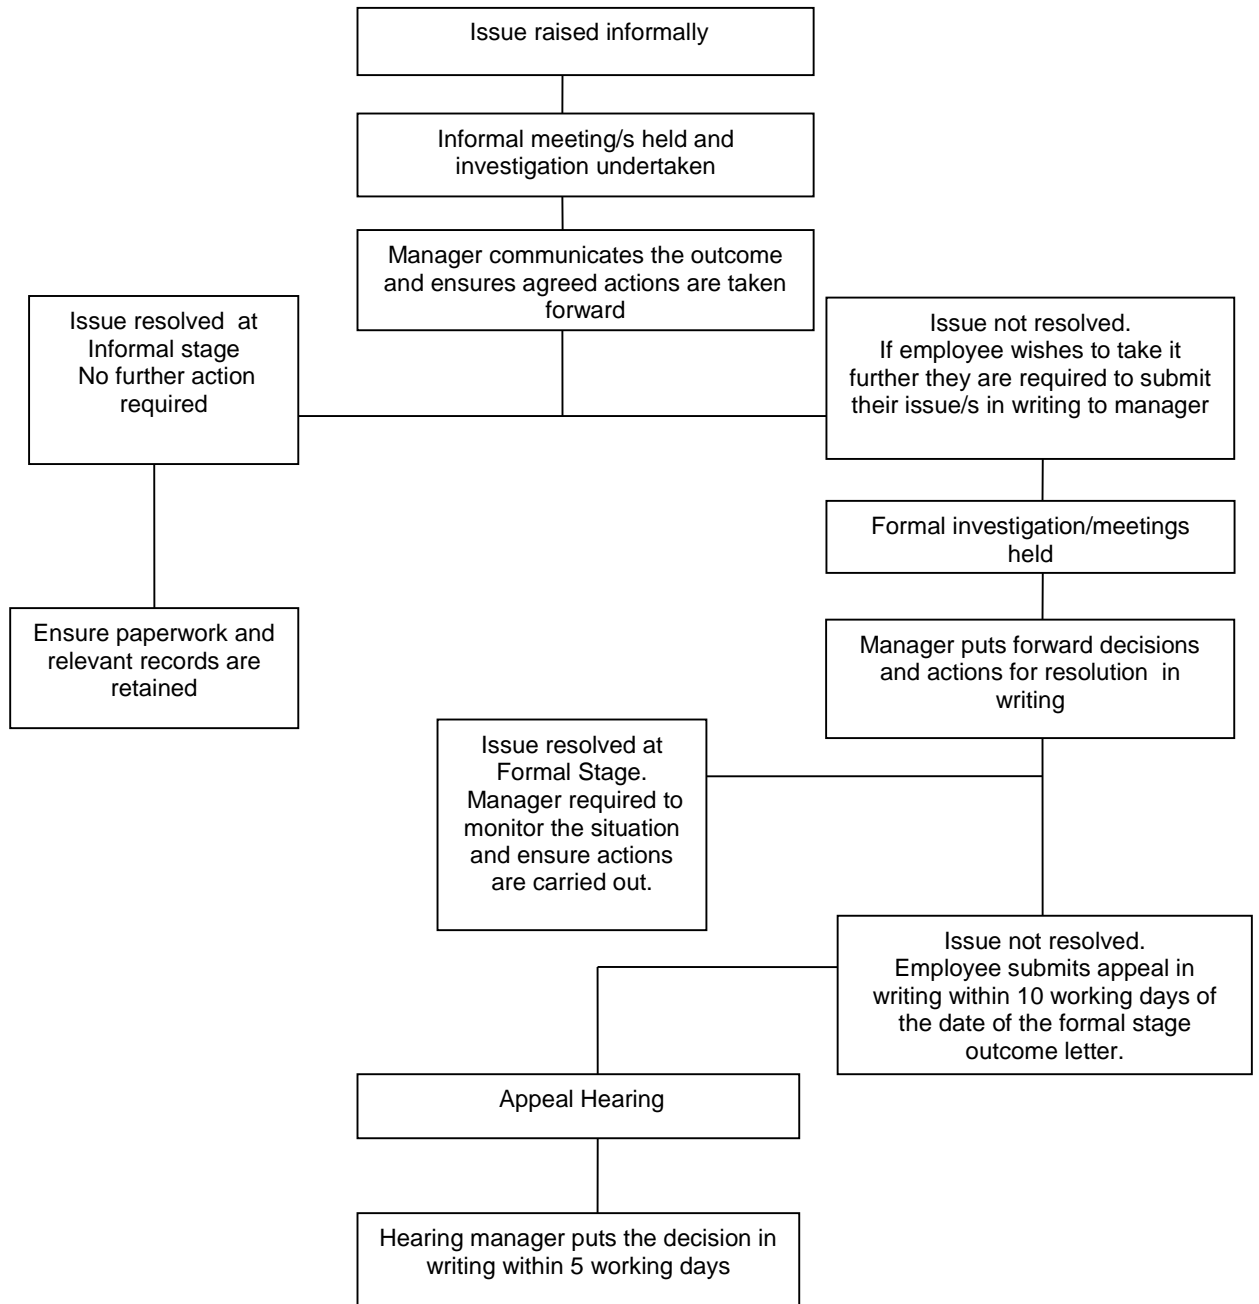 Issue raised informally
Informal meeting/s held and
investigation undertaken
Manager communicates the outcome
and ensures agreed actions are taken
forward
Issue resolved at
Informal stage
No further action
required
Issue not resolved.
If employee wishes to take it
further they are required to submit
their issue/s in writing to manager
Formal investigation/meetings
held
Ensure paperwork and
relevant records are
retained
Manager puts forward decisions
and actions for resolution in
writing
Issue resolved at
Formal Stage.
Manager required to
monitor the situation
and ensure actions
are carried out.
Issue not resolved.
Employee submits appeal in
writing within 10 working days of
the date of the formal stage
outcome letter.
Appeal Hearing
Hearing manager puts the decision in
writing within 5 working days